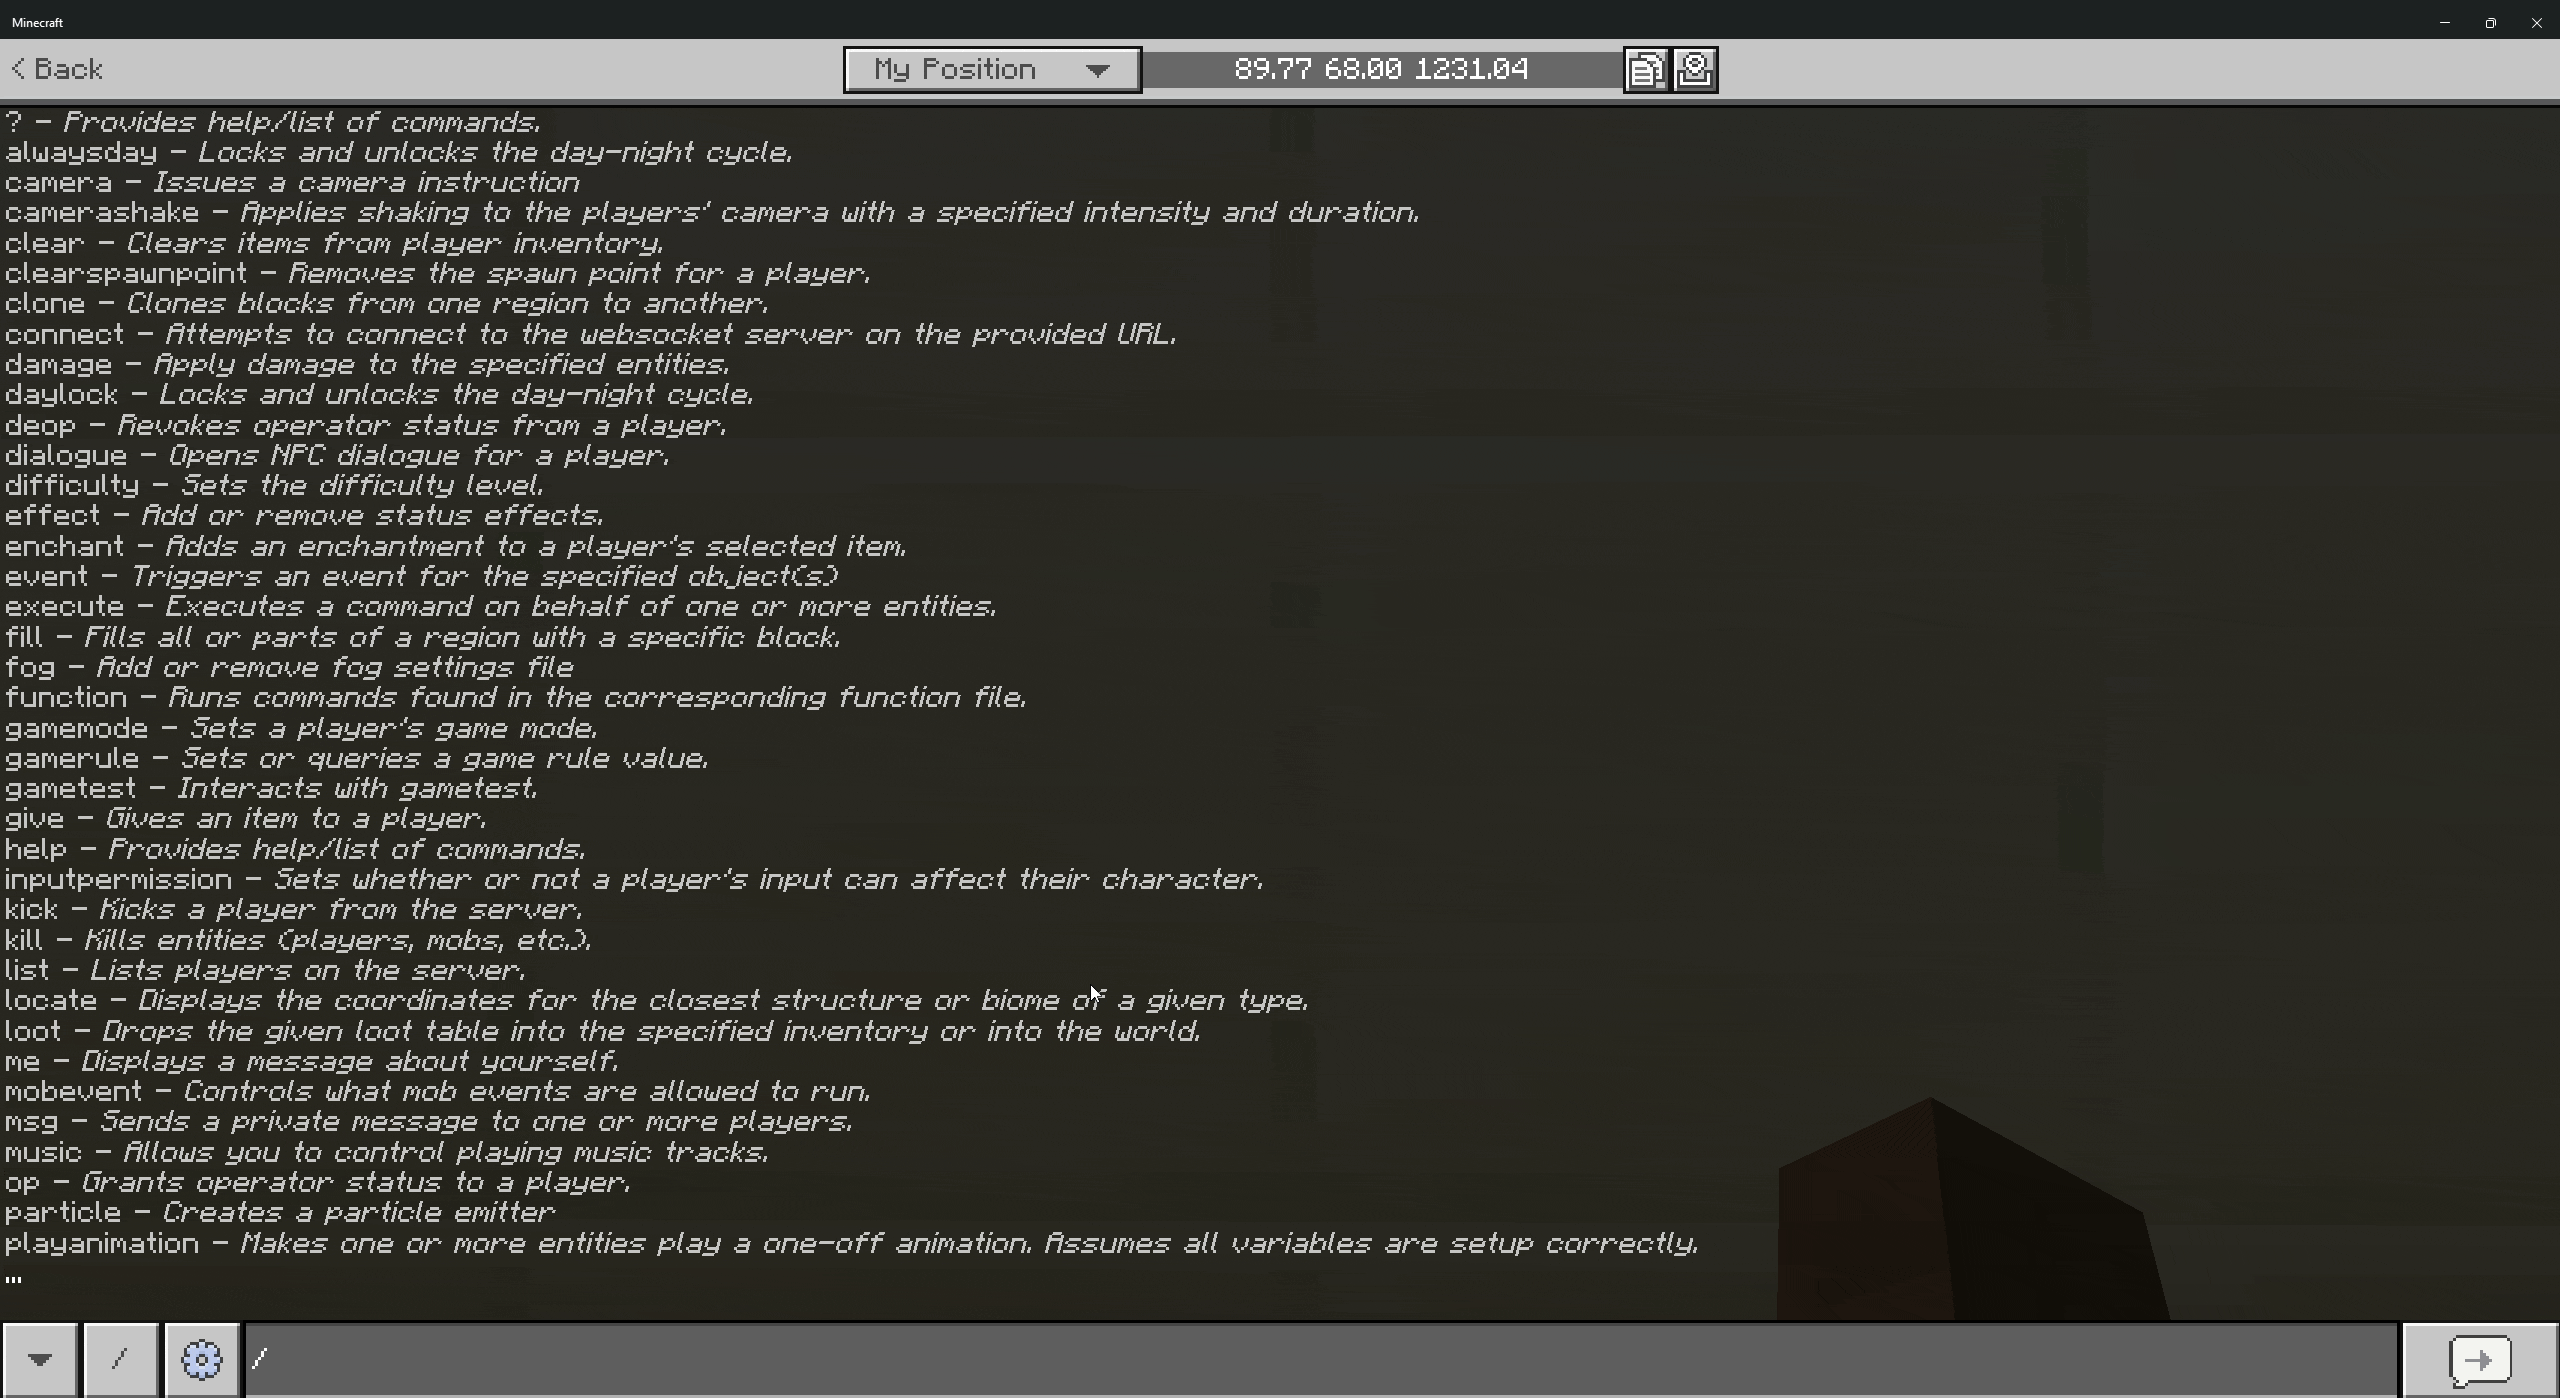 Minecraft
< Back
My Position
89.77 68.00 1231.04
? - Provides help/list of commands.
alwaysday - Locks and unlocks the day-night cycle.
camera - Issues a camera instruction
camerashake - Applies shaking to the players' camera with a specified intensity and duration.
clear - Clears items from player inventory.
clearspawnpoint - Removes the spawn point for a player.
clone - Clones blocks from one region to another.
connect - Attempts to connect to the websocket server on the provided URL.
damage - Apply damage to the specified entities.
daylock - Locks and unlocks the day-night cycle.
deop - Revokes operator status from a player.
dialogue - Opens NPC dialogue for a player.
difficulty - Sets the difficulty level.
effect - Add or remove status effects.
enchant - Adds an enchantment to a player's selected item.
event - Triggers an event for the specified object(s)
execute - Executes a command on behalf of one or more entities.
fill - Fills all or parts of a region with a specific block.
fog - Add or remove fog settings file
function - Runs commands found in the corresponding function file.
gamemode - Sets a player's game mode.
gamerule - Sets or queries a game rule value.
gametest - Interacts with gametest.
give - Gives an item to a player.
help - Provides help/list of commands.
inputpermission - Sets whether or not a player's input can affect their character.
kick - Kicks a player from the server.
kill - Kills entities (players, mobs, etc.).
list - Lists players on the server.
locate - Displays the coordinates for the closest structure or biome of a given type.
loot - Drops the given loot table into the specified inventory or into the world.
me - Displays a message about yourself.
mobevent - Controls what mob events are allowed to run.
msg - Sends a private message to one or more players.
music - Allows you to control playing music tracks.
op - Grants operator status to a player.
particle - Creates a particle emitter
playanimation - Makes one or more entities play a one-off animation. Assumes all variables are setup correctly.
...
/
/